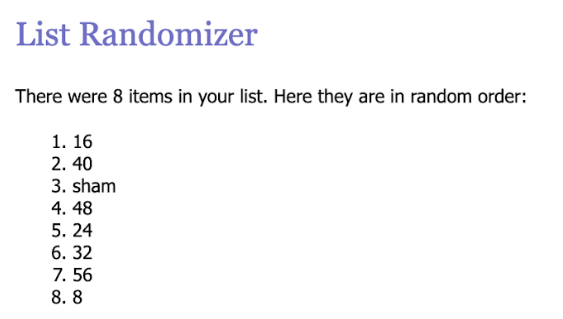 List Randomizer
There were 8 items in your list. Here they are in random order:
1. 16
2. 40
3. sham
4. 48
5. 24
6. 32
7. 56
8. 8